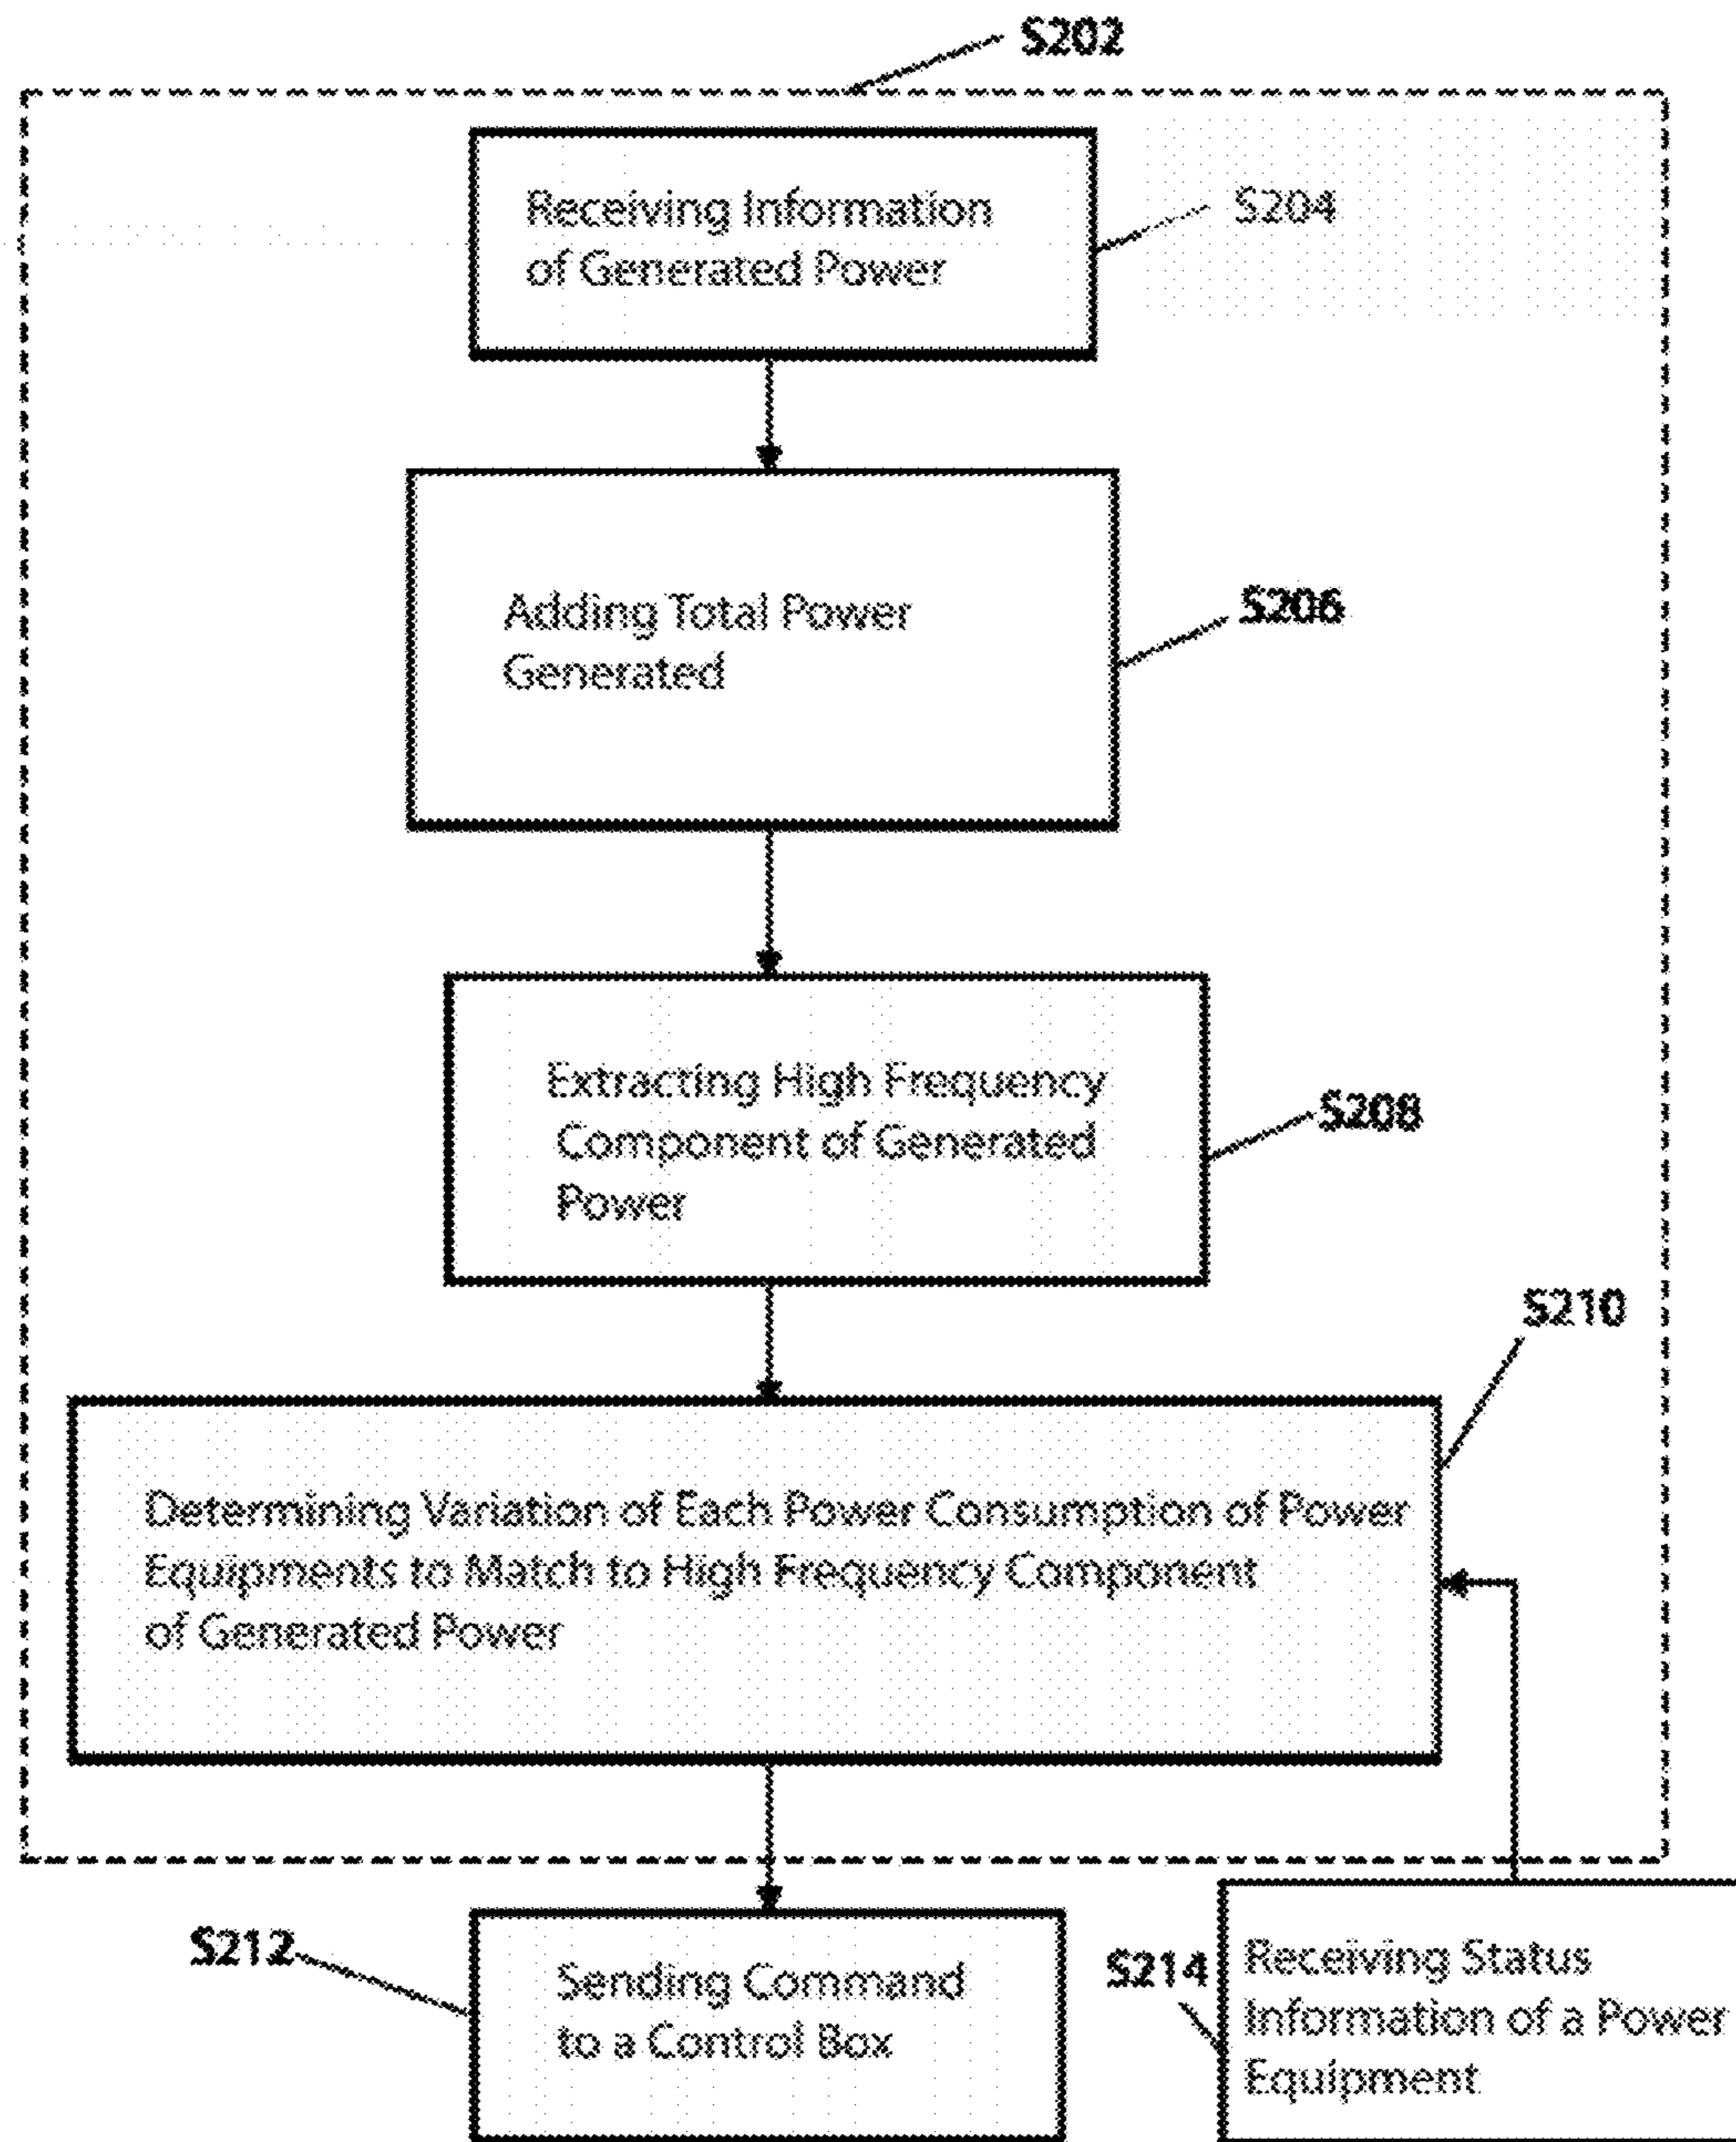 S202
Receiving Information
of Generated Power
S204
Adding Total Power
Generated
S206
Extracting High Frequency
Component of Generated
Power
S208
S210
Determining Variation of Each Power Consumption of Power
Equipments to Match to High Frequency Component
of Generated Power
S212
Sending Command
to a Control Box
S214
Receiving Status
Information of a Power
Equipment